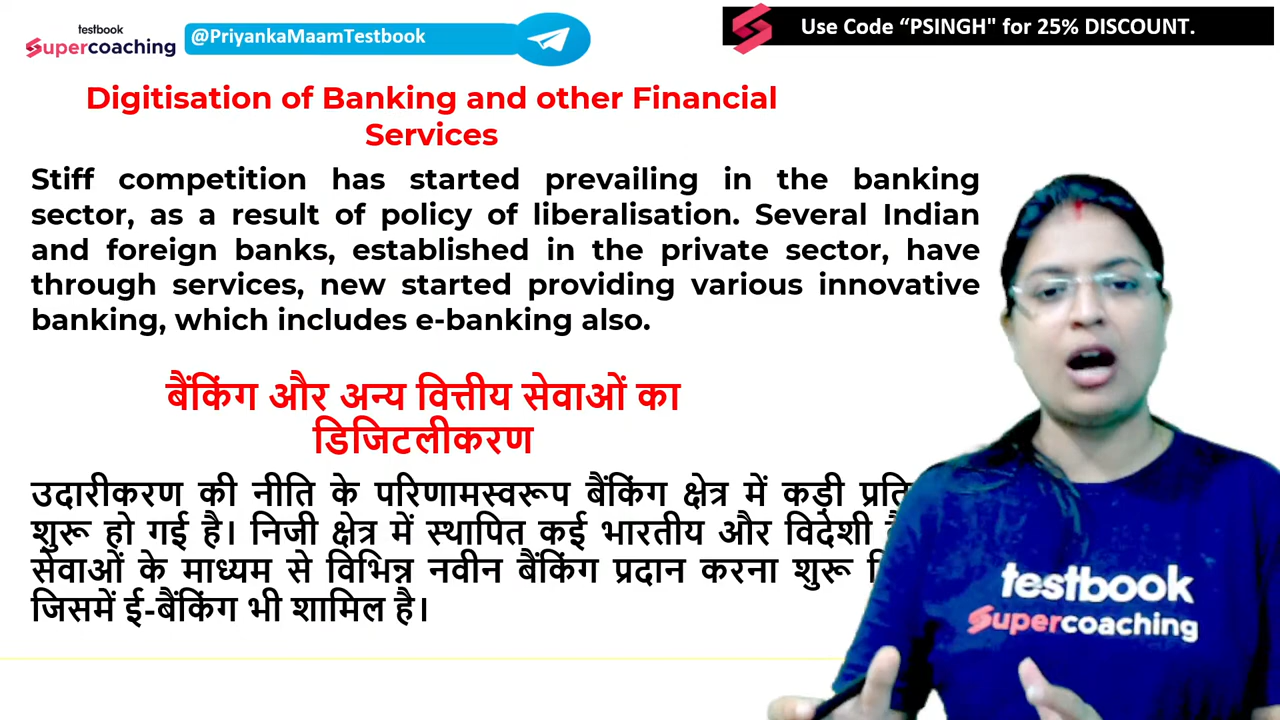 testbook
Supercoaching
@PriyankaMaamTestbook
Use Code “PSINGH" for 25% DISCOUNT.
Digitisation of Banking and other Financial
Services
Stiff competition has started prevailing in the banking
sector, as a result of policy of liberalisation. Several Indian
and foreign banks, established in the private sector, have
through services, new started providing various innovative
banking, which includes e-banking also.
बैंकिंग और अन्य वित्तीय सेवाओं का
डिजिटलीकरण
उदारीकरण की नीति के परिणामस्वरूप बैंकिंग क्षेत्र में कड़ी
शुरू हो गई है। निजी क्षेत्र में स्थापित कई भारतीय और विदेशी
सेवाओं के माध्यम से विभिन्न नवीन बैंकिंग प्रदान करना शुरू
जिसमें ई-बैंकिंग भी शामिल है।
testbook
Supercoaching